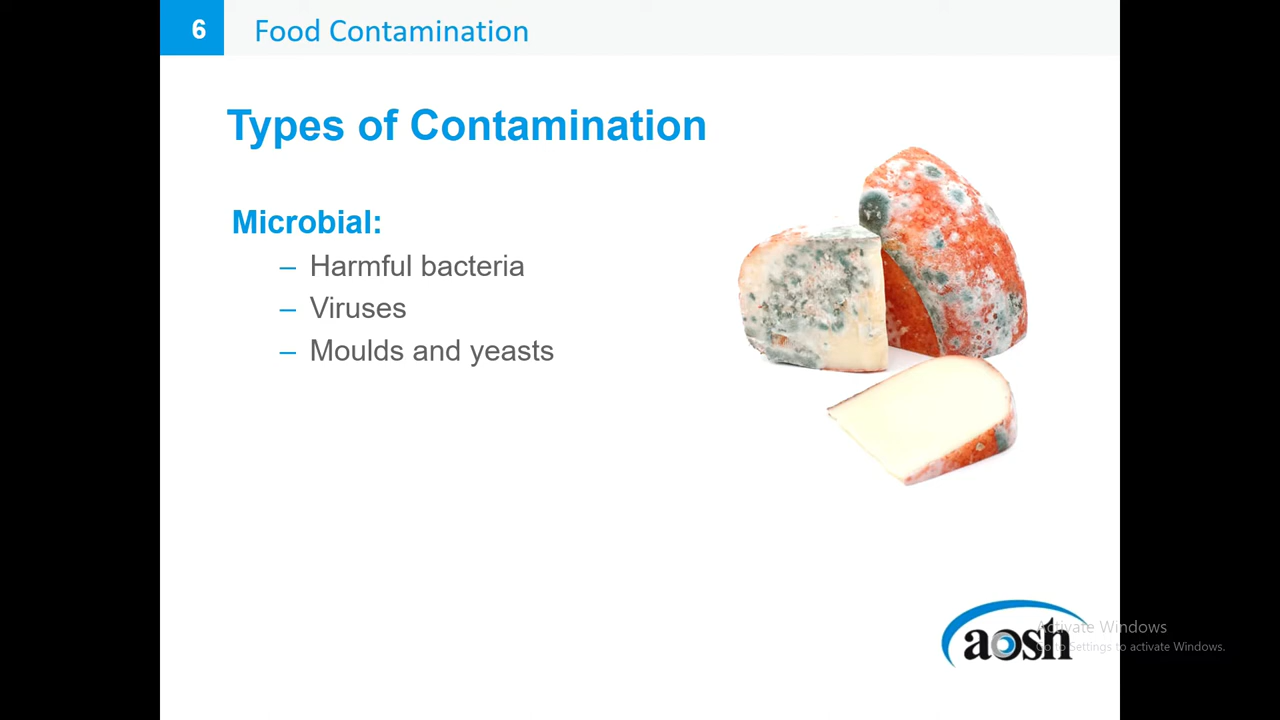 6
Food Contamination
Types of Contamination
Microbial:
– Harmful bacteria
– Viruses
– Moulds and yeasts
aosh
Activate Windows
Go to Settings to activate Windows.